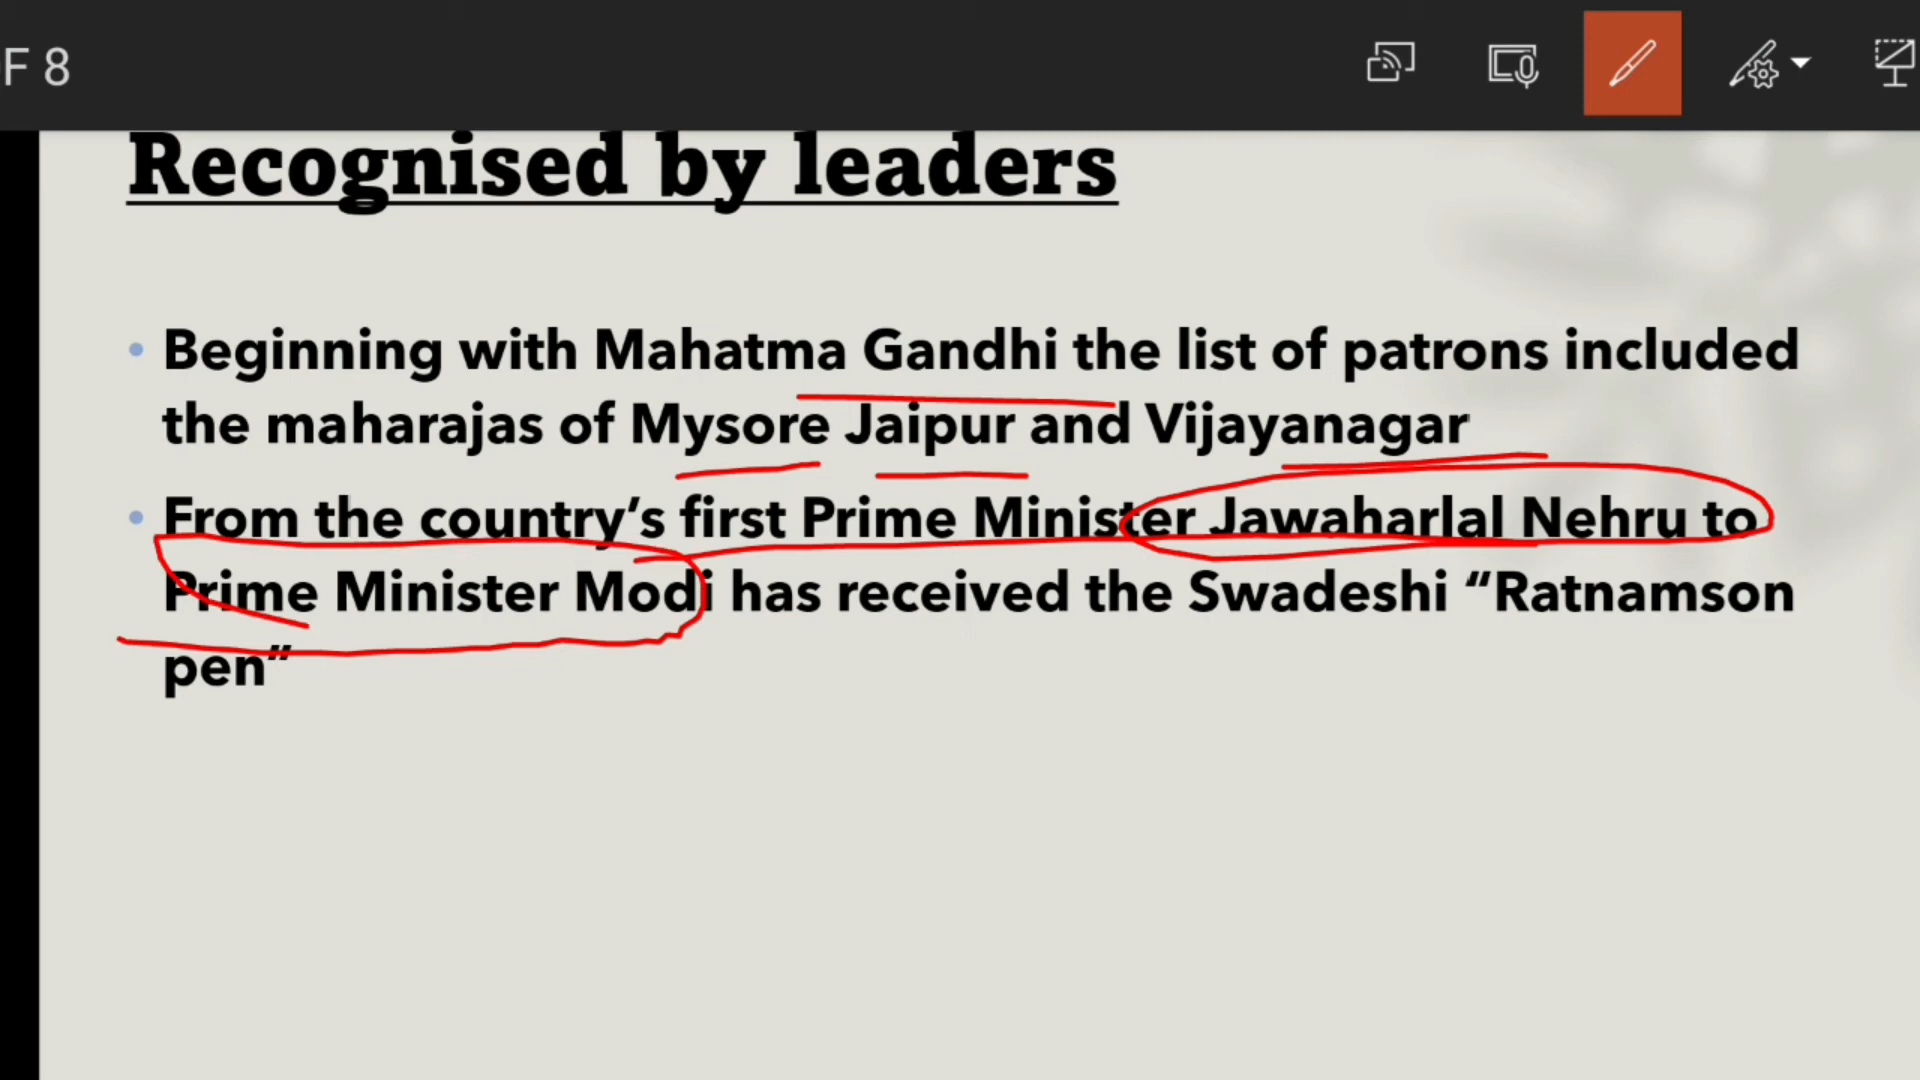 F 8
Recognised by leaders
• Beginning with Mahatma Gandhi the list of patrons included
the maharajas of Mysore Jaipur and Vijayanagar
• From the country’s first Prime Minister Jawaharlal Nehru to
Prime Minister Modi has received the Swadeshi “Ratnamson
pen”